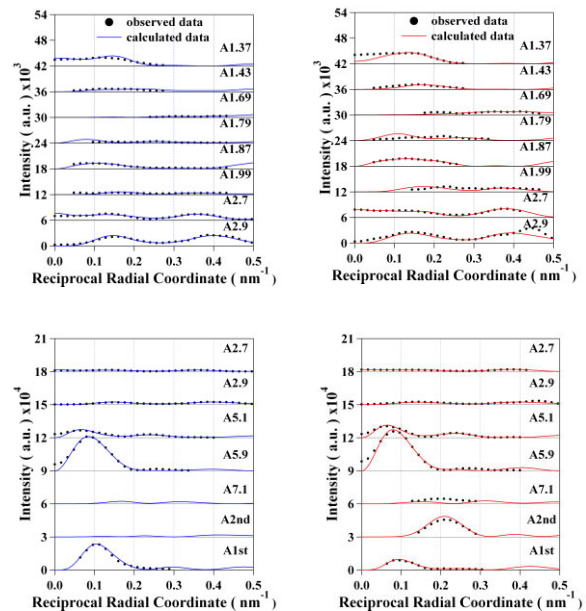 54
48
42
36
30
24
18
12
6
0
Intensity ( a.u. ) x10³
observed data
calculated data
A1.37
A1.43
A1.69
A1.79
A1.87
A1.99
A2.7
A2.9
0.0 0.1 0.2 0.3 0.4 0.5
Reciprocal Radial Coordinate ( nm⁻¹ )
54
48
42
36
30
24
18
12
6
0
Intensity ( a.u. ) x10³
observed data
calculated data
A1.37
A1.43
A1.69
A1.79
A1.87
A1.99
A2.7
A2.9
0.0 0.1 0.2 0.3 0.4 0.5
Reciprocal Radial Coordinate ( nm⁻¹ )
21
18
15
12
9
6
3
0
Intensity ( a.u. ) x10⁴
A2.7
A2.9
A5.1
A5.9
A7.1
A2nd
A1st
0.0 0.1 0.2 0.3 0.4 0.5
Reciprocal Radial Coordinate ( nm⁻¹ )
21
18
15
12
9
6
3
0
Intensity ( a.u. ) x10⁴
A2.7
A2.9
A5.1
A5.9
A7.1
A2nd
A1st
0.0 0.1 0.2 0.3 0.4 0.5
Reciprocal Radial Coordinate ( nm⁻¹ )